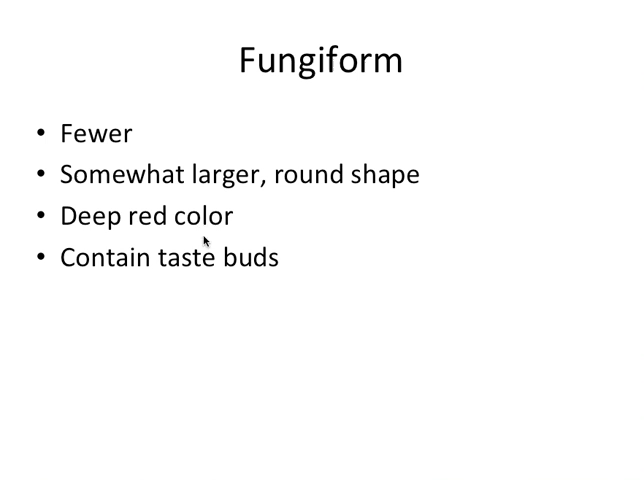 Fungiform
• Fewer
• Somewhat larger, round shape
• Deep red color
• Contain taste buds